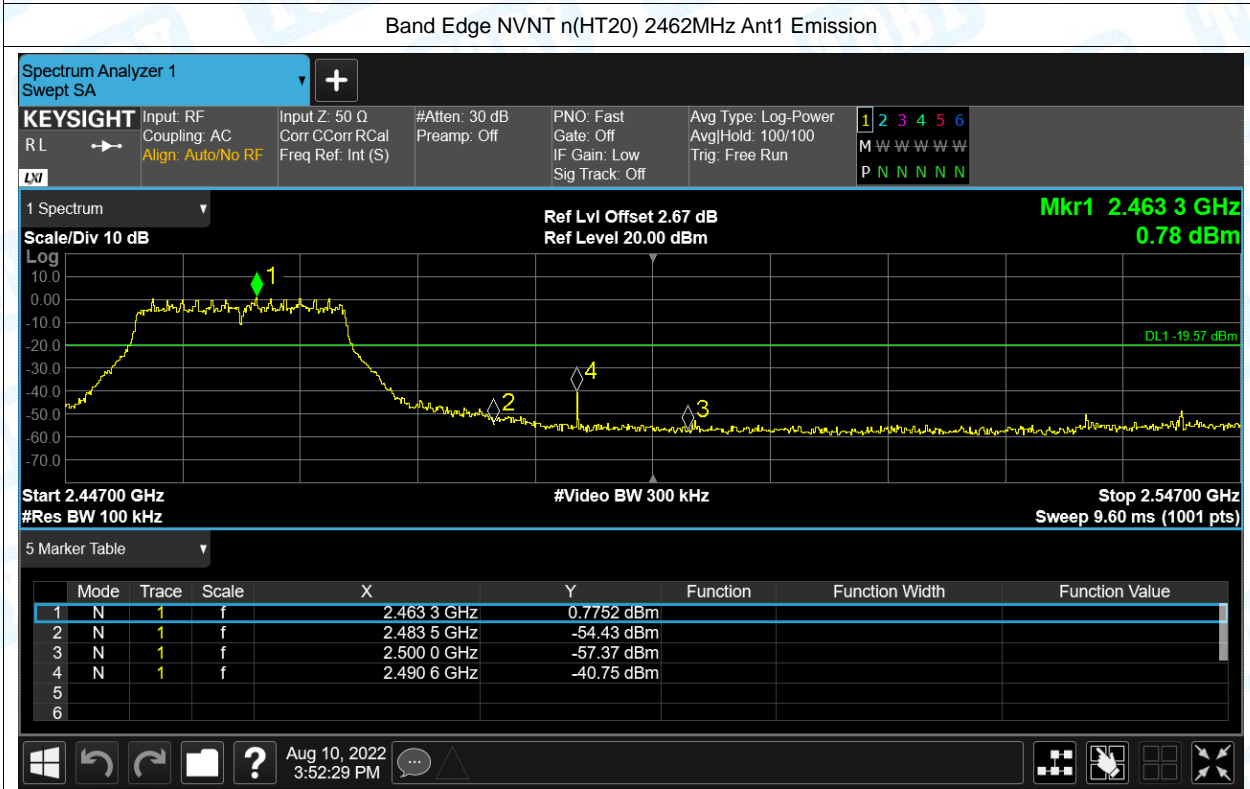 Band Edge NVNT n(HT20) 2462MHz Ant1 Emission
Spectrum Analyzer 1
Swept SA
+
KEYSIGHT Input: RF Input Z: 50 Ω #Atten: 30 dB PNO: Fast Avg Type: Log-Power 1 2 3 4 5 6
RL Coupling: AC Corr CCorr RCal Preamp: Off Gate: Off Avg|Hold: 100/100 M W W W W W
Align: Auto/No RF Freq Ref: Int (S) IF Gain: Low Trig: Free Run
LXI Sig Track: Off P N N N N N
1 Spectrum Ref Lvl Offset 2.67 dB Mkr1 2.463 3 GHz
Scale/Div 10 dB Ref Level 20.00 dBm 0.78 dBm
Log
10.0
1
0.00
-10.0
DL1 -19.57 dBm
-20.0
-30.0
4
-40.0
2
3
-50.0
-60.0
-70.0
Start 2.44700 GHz #Video BW 300 kHz Stop 2.54700 GHz
#Res BW 100 kHz Sweep 9.60 ms (1001 pts)
5 Marker Table
Mode Trace Scale X Y Function Function Width Function Value
1 N 1 f 2.463 3 GHz 0.7752 dBm
2 N 1 f 2.483 5 GHz -54.43 dBm
3 N 1 f 2.500 0 GHz -57.37 dBm
4 N 1 f 2.490 6 GHz -40.75 dBm
5
6
? Aug 10, 2022
3:52:29 PM